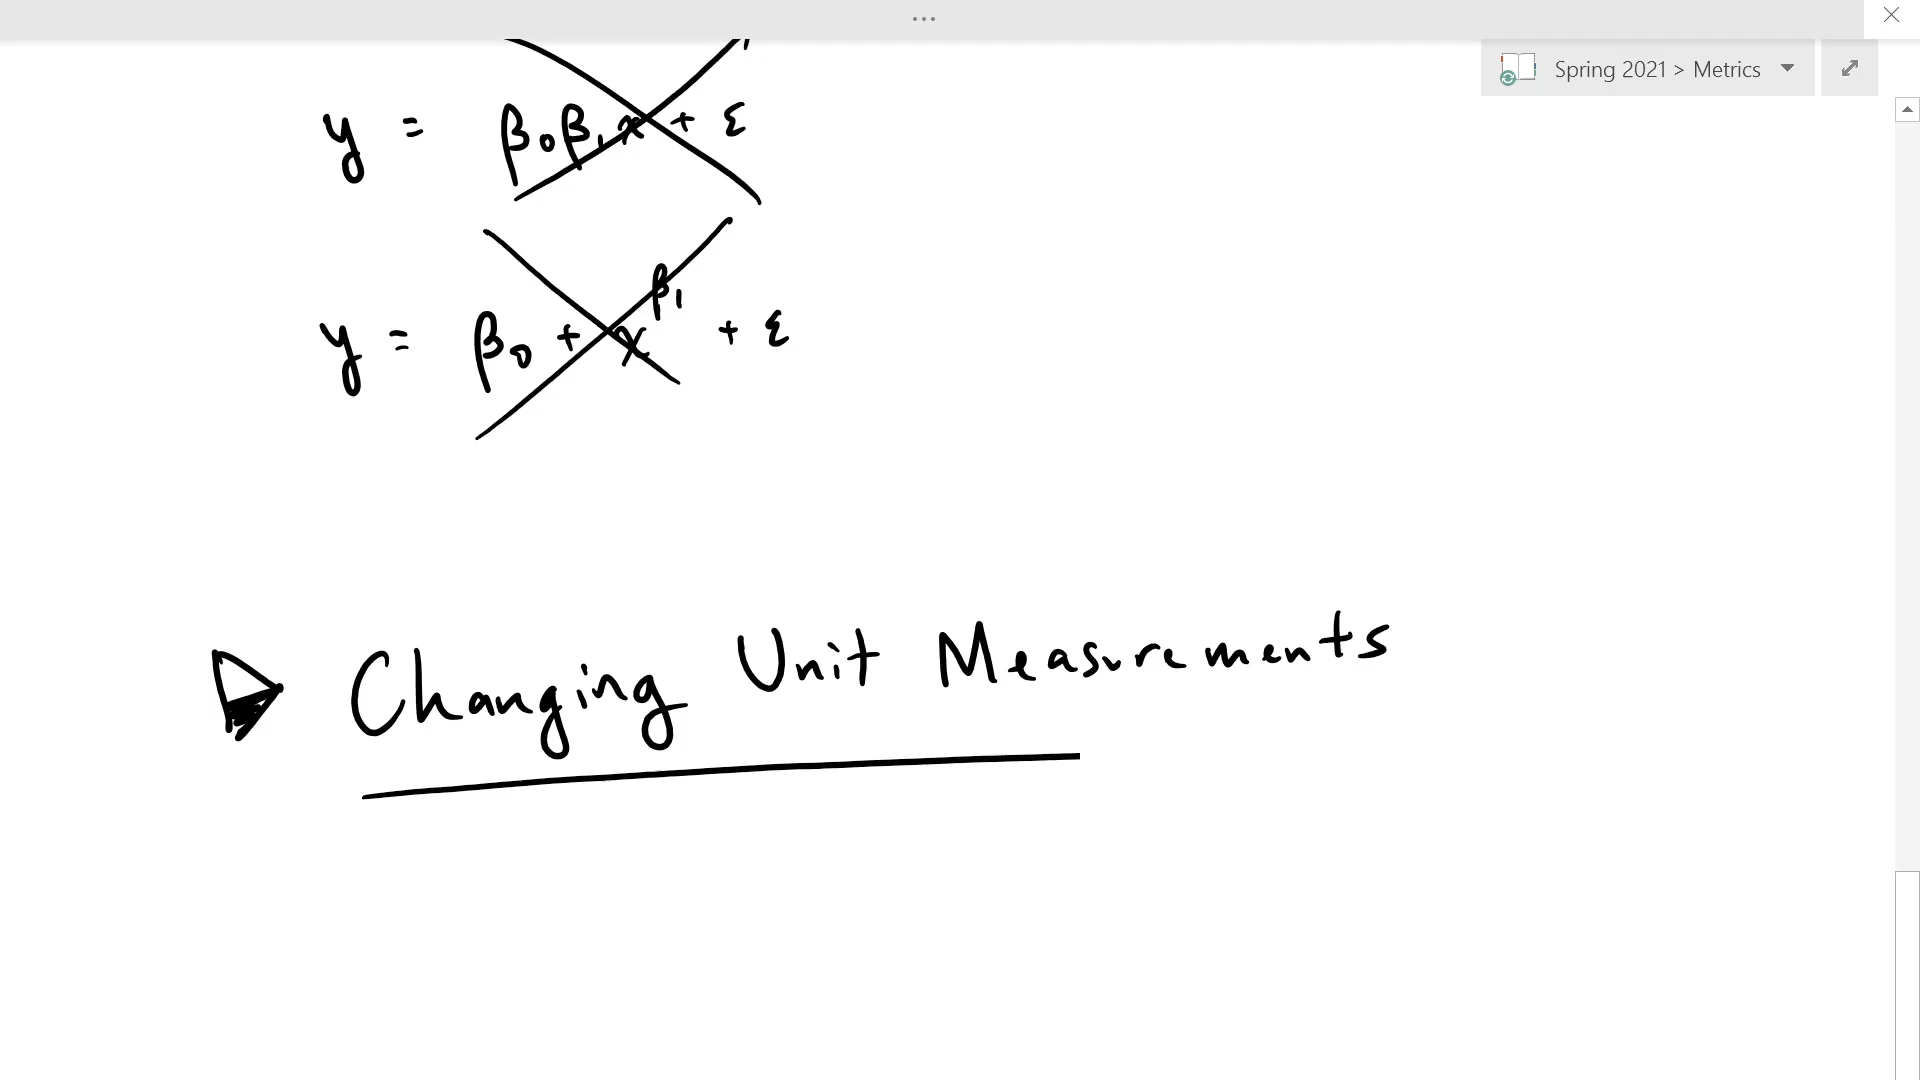 Spring 2021 > Metrics
y = β₀β₁x + ε
y = β₀ + x^β₁ + ε
Changing Unit Measurements